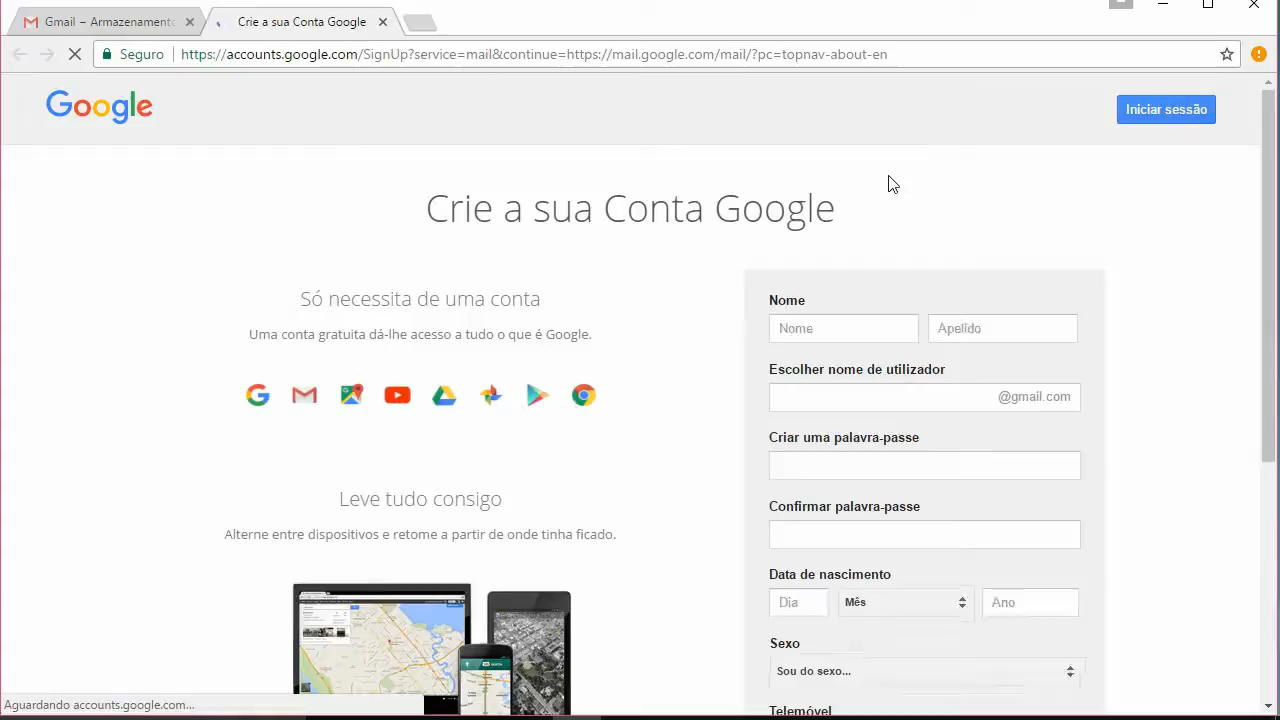 Gmail – Armazenamento
Crie a sua Conta Google
Seguro
https://accounts.google.com/SignUp?service=mail&continue=https://mail.google.com/mail/?pc=topnav-about-en
Google
Iniciar sessão
Crie a sua Conta Google
Só necessita de uma conta
Uma conta gratuita dá-lhe acesso a tudo o que é Google.
Leve tudo consigo
Alterne entre dispositivos e retome a partir de onde tinha ficado.
Nome
Nome Apelido
Escolher nome de utilizador
@gmail.com
Criar uma palavra-passe
Confirmar palavra-passe
Data de nascimento
Dia Mês Ano
Sexo
Sou do sexo...
Telemóvel
Aguardando accounts.google.com...